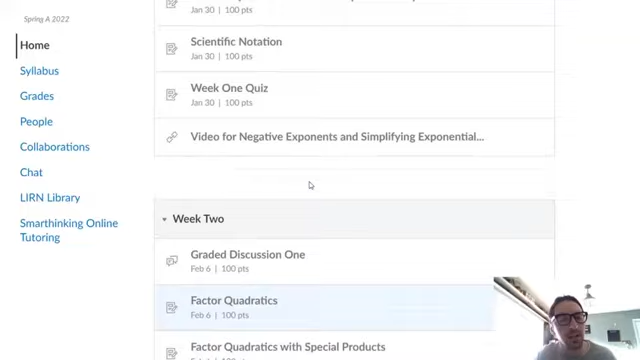 Spring A 2022
Home
Syllabus
Grades
People
Collaborations
Chat
LIRN Library
Smarthinking Online
Tutoring
Jan 30 | 100 pts
Scientific Notation
Jan 30 | 100 pts
Week One Quiz
Jan 30 | 100 pts
Video for Negative Exponents and Simplifying Exponential...
Week Two
Graded Discussion One
Feb 6 | 100 pts
Factor Quadratics
Feb 6 | 100 pts
Factor Quadratics with Special Products